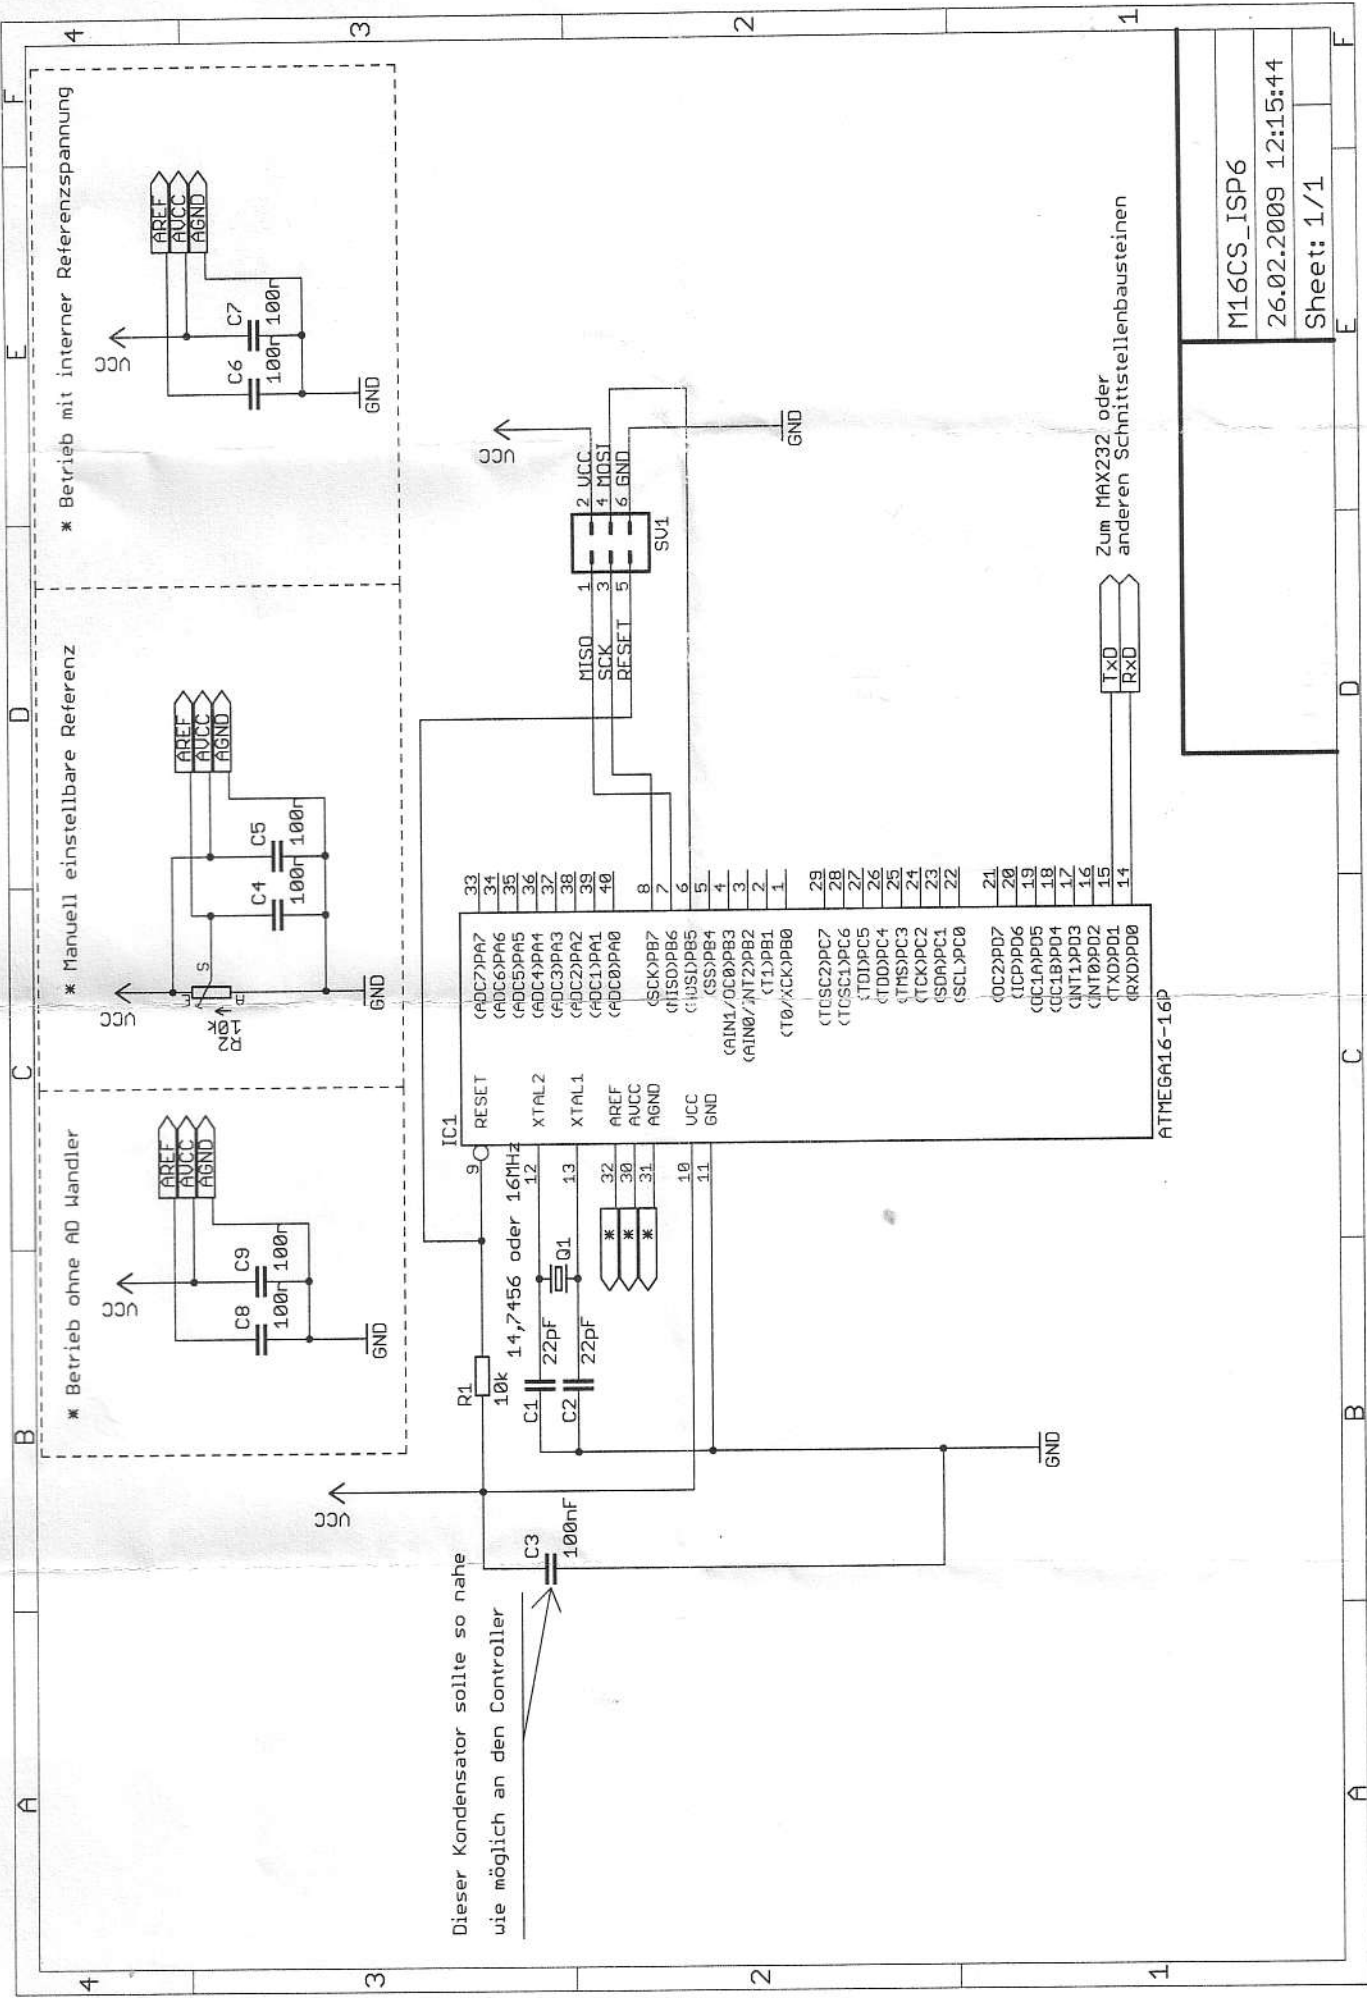 A
B
C
D
E
F
4
3
2
1
* Betrieb ohne AD Wandler
VCC
AREF
AVCC
AGND
C8
100n
C9
100n
GND
* Manuell einstellbare Referenz
VCC
R2
10k
E
S
A
AREF
AVCC
AGND
C4
100n
C5
100n
GND
* Betrieb mit interner Referenzspannung
VCC
AREF
AVCC
AGND
C6
100n
C7
100n
GND
Dieser Kondensator sollte so nahe
wie möglich an den Controller
VCC
C3
100nF
R1
10k
14,7456 oder 16MHz
C1
22pF
C2
22pF
Q1
GND
*
*
*
IC1
9 RESET
12 XTAL2
13 XTAL1
32 AREF
30 AVCC
31 AGND
10 VCC
11 GND
(ADC7)PA7 33
(ADC6)PA6 34
(ADC5)PA5 35
(ADC4)PA4 36
(ADC3)PA3 37
(ADC2)PA2 38
(ADC1)PA1 39
(ADC0)PA0 40
(SCK)PB7 8
(MISO)PB6 7
(MOSI)PB5 6
(SS)PB4 5
(AIN1/OC0)PB3 4
(AIN0/INT2)PB2 3
(T1)PB1 2
(T0/XCK)PB0 1
(TOSC2)PC7 29
(TOSC1)PC6 28
(TDI)PC5 27
(TDO)PC4 26
(TMS)PC3 25
(TCK)PC2 24
(SDA)PC1 23
(SCL)PC0 22
(OC2)PD7 21
(ICP)PD6 20
(OC1A)PD5 19
(OC1B)PD4 18
(INT1)PD3 17
(INT0)PD2 16
(TXD)PD1 15
(RXD)PD0 14
ATMEGA16-16P
MISO 1
SCK 3
RESET 5
2 VCC
4 MOSI
6 GND
SV1
VCC
GND
TxD
RxD
Zum MAX232 oder
anderen Schnittstellenbausteinen
M16CS_ISP6
26.02.2009 12:15:44
Sheet: 1/1
4
3
2
1
A
B
C
D
E
F